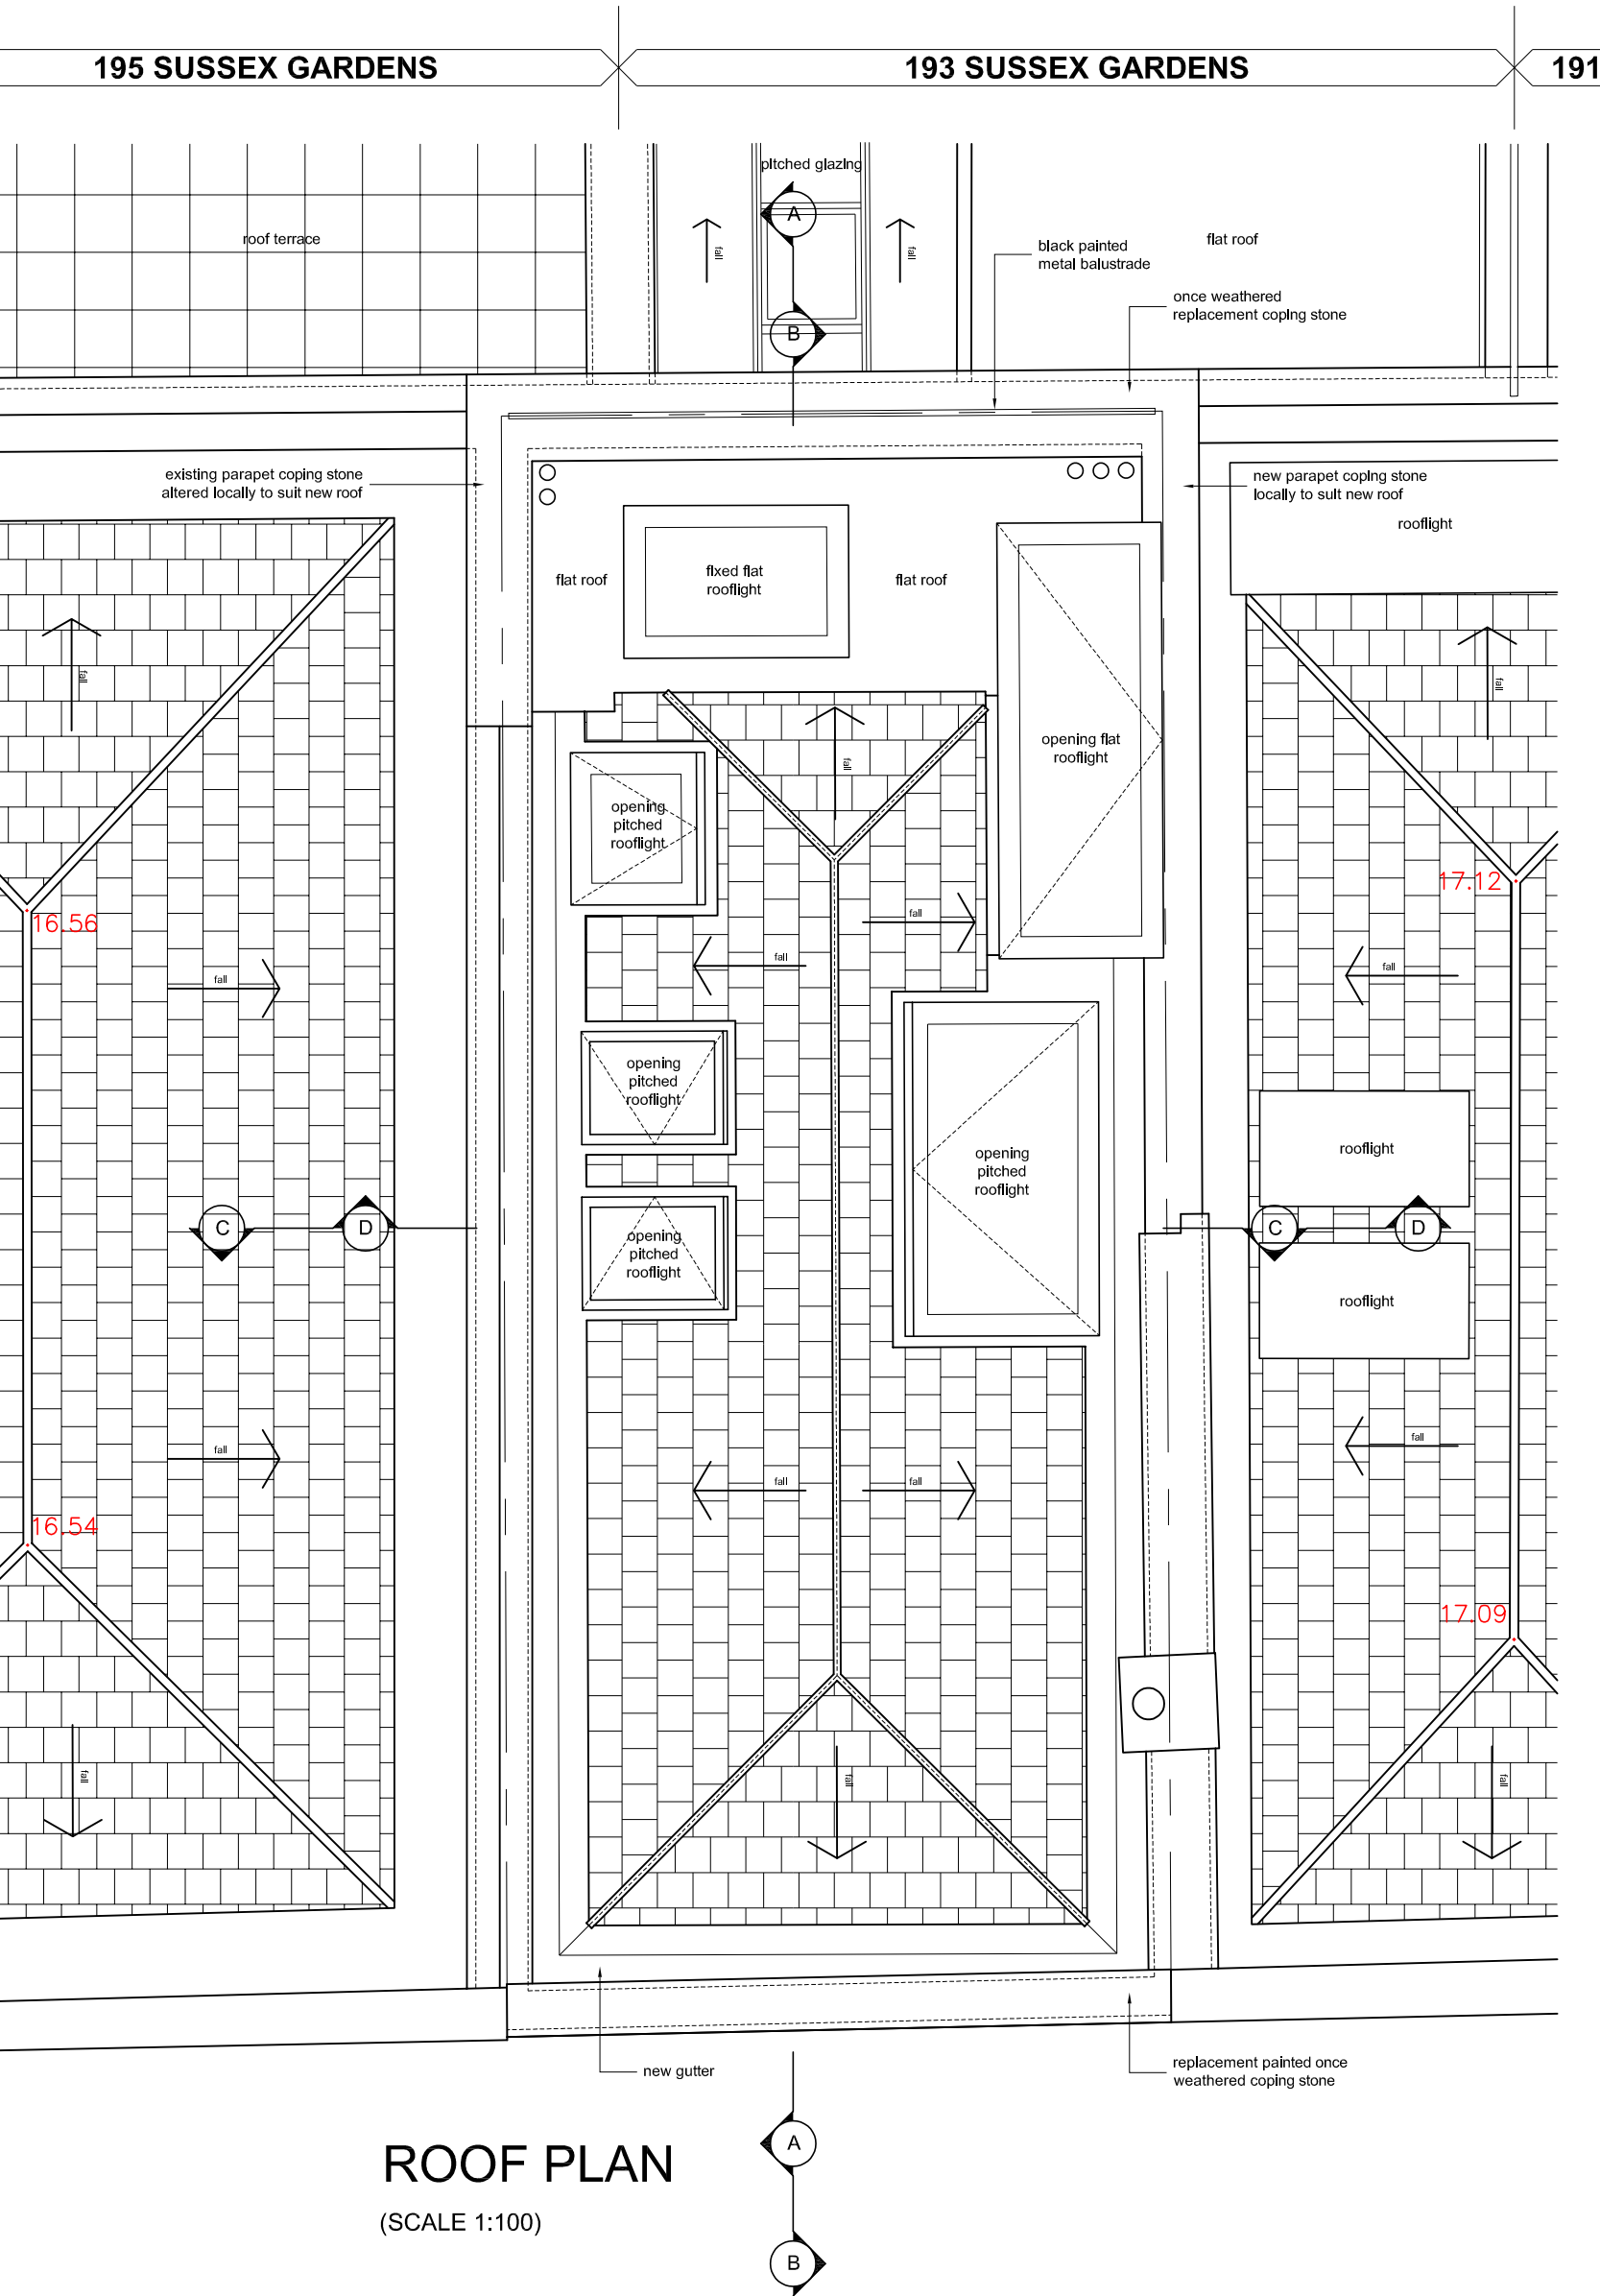 195 SUSSEX GARDENS
193 SUSSEX GARDENS
191
pitched glazing
A
roof terrace
fall
fall
black painted
metal balustrade
flat roof
once weathered
replacement coping stone
B
existing parapet coping stone
altered locally to suit new roof
new parapet coping stone
locally to suit new roof
rooflight
flat roof
fixed flat
rooflight
flat roof
fall
fall
opening flat
rooflight
fall
opening
pitched
rooflight
17.12
16.56
fall
fall
fall
fall
opening
pitched
rooflight
opening
pitched
rooflight
rooflight
C
D
opening
pitched
rooflight
C
D
rooflight
fall
fall
fall
fall
16.54
17.09
fall
fall
fall
new gutter
replacement painted once
weathered coping stone
ROOF PLAN
(SCALE 1:100)
A
B